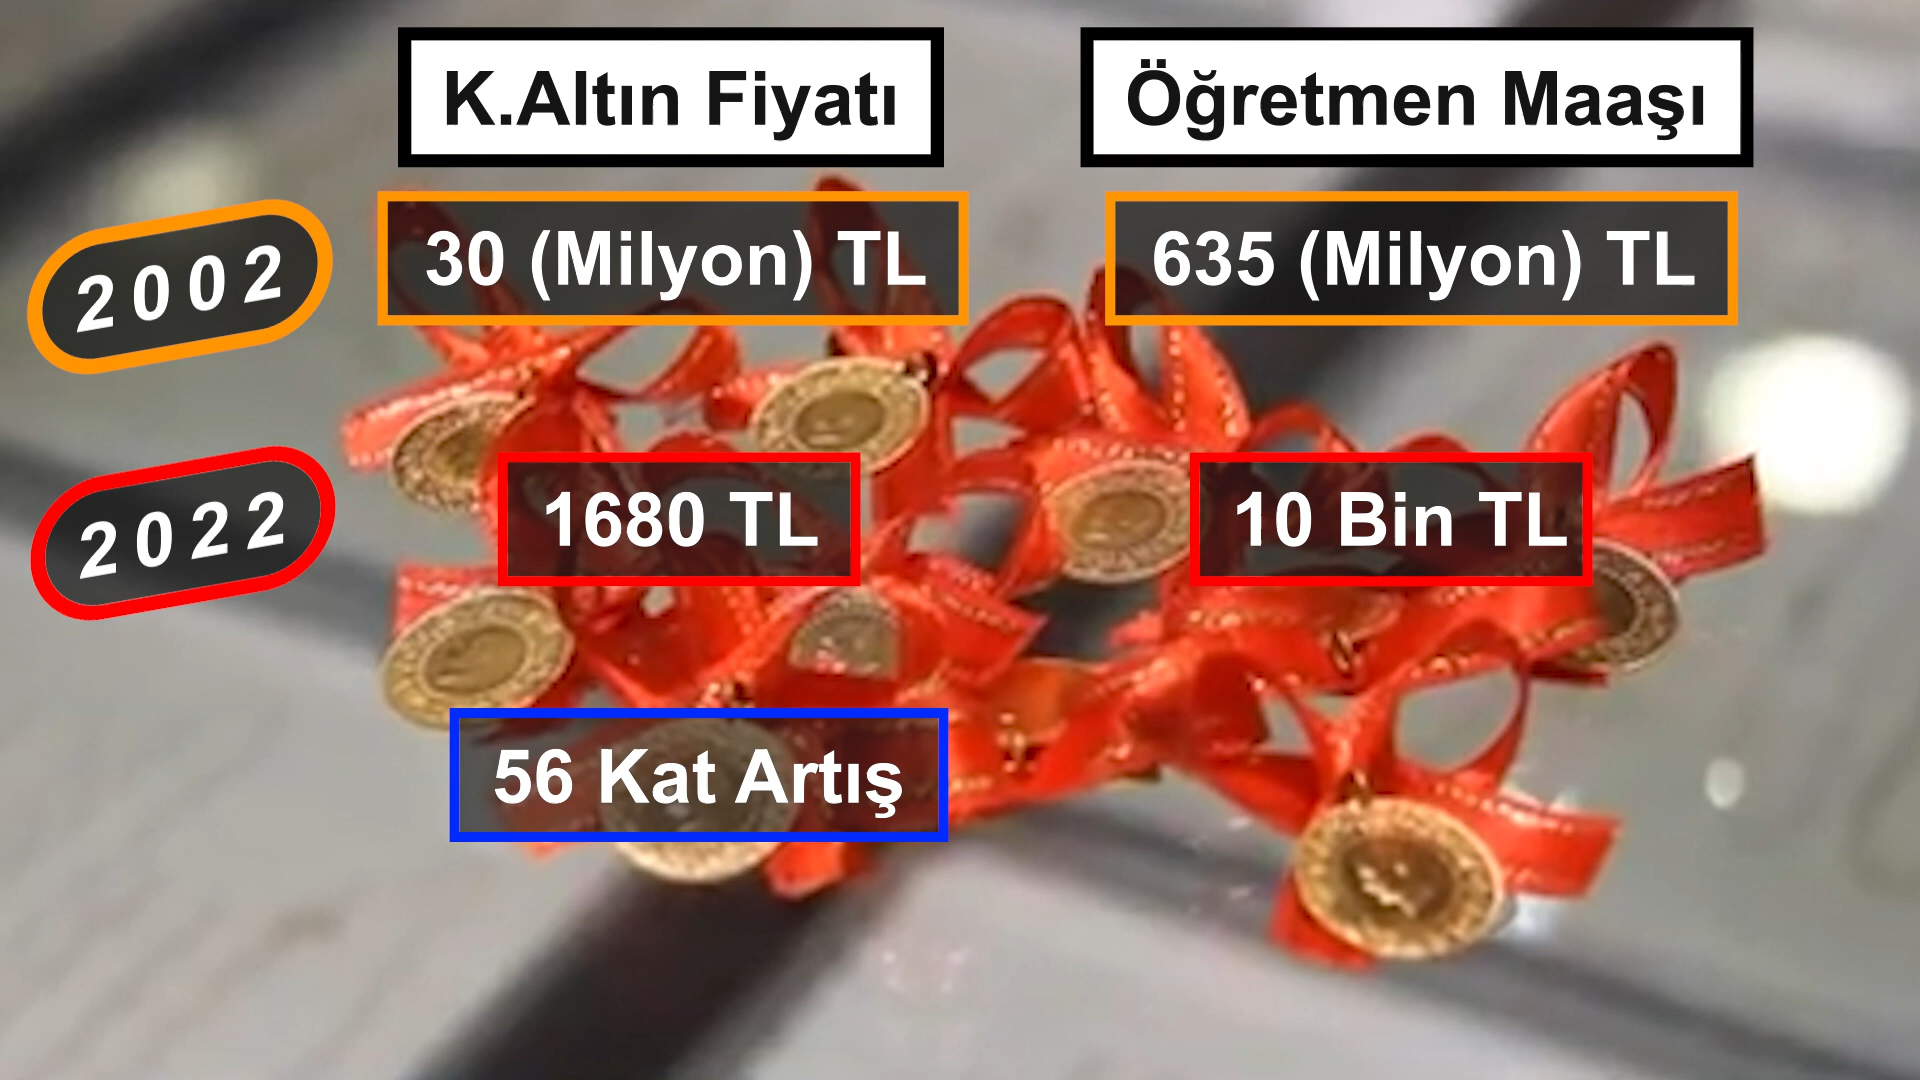 K.Altın Fiyatı
Öğretmen Maaşı
2002
30 (Milyon) TL
635 (Milyon) TL
2022
1680 TL
10 Bin TL
56 Kat Artış